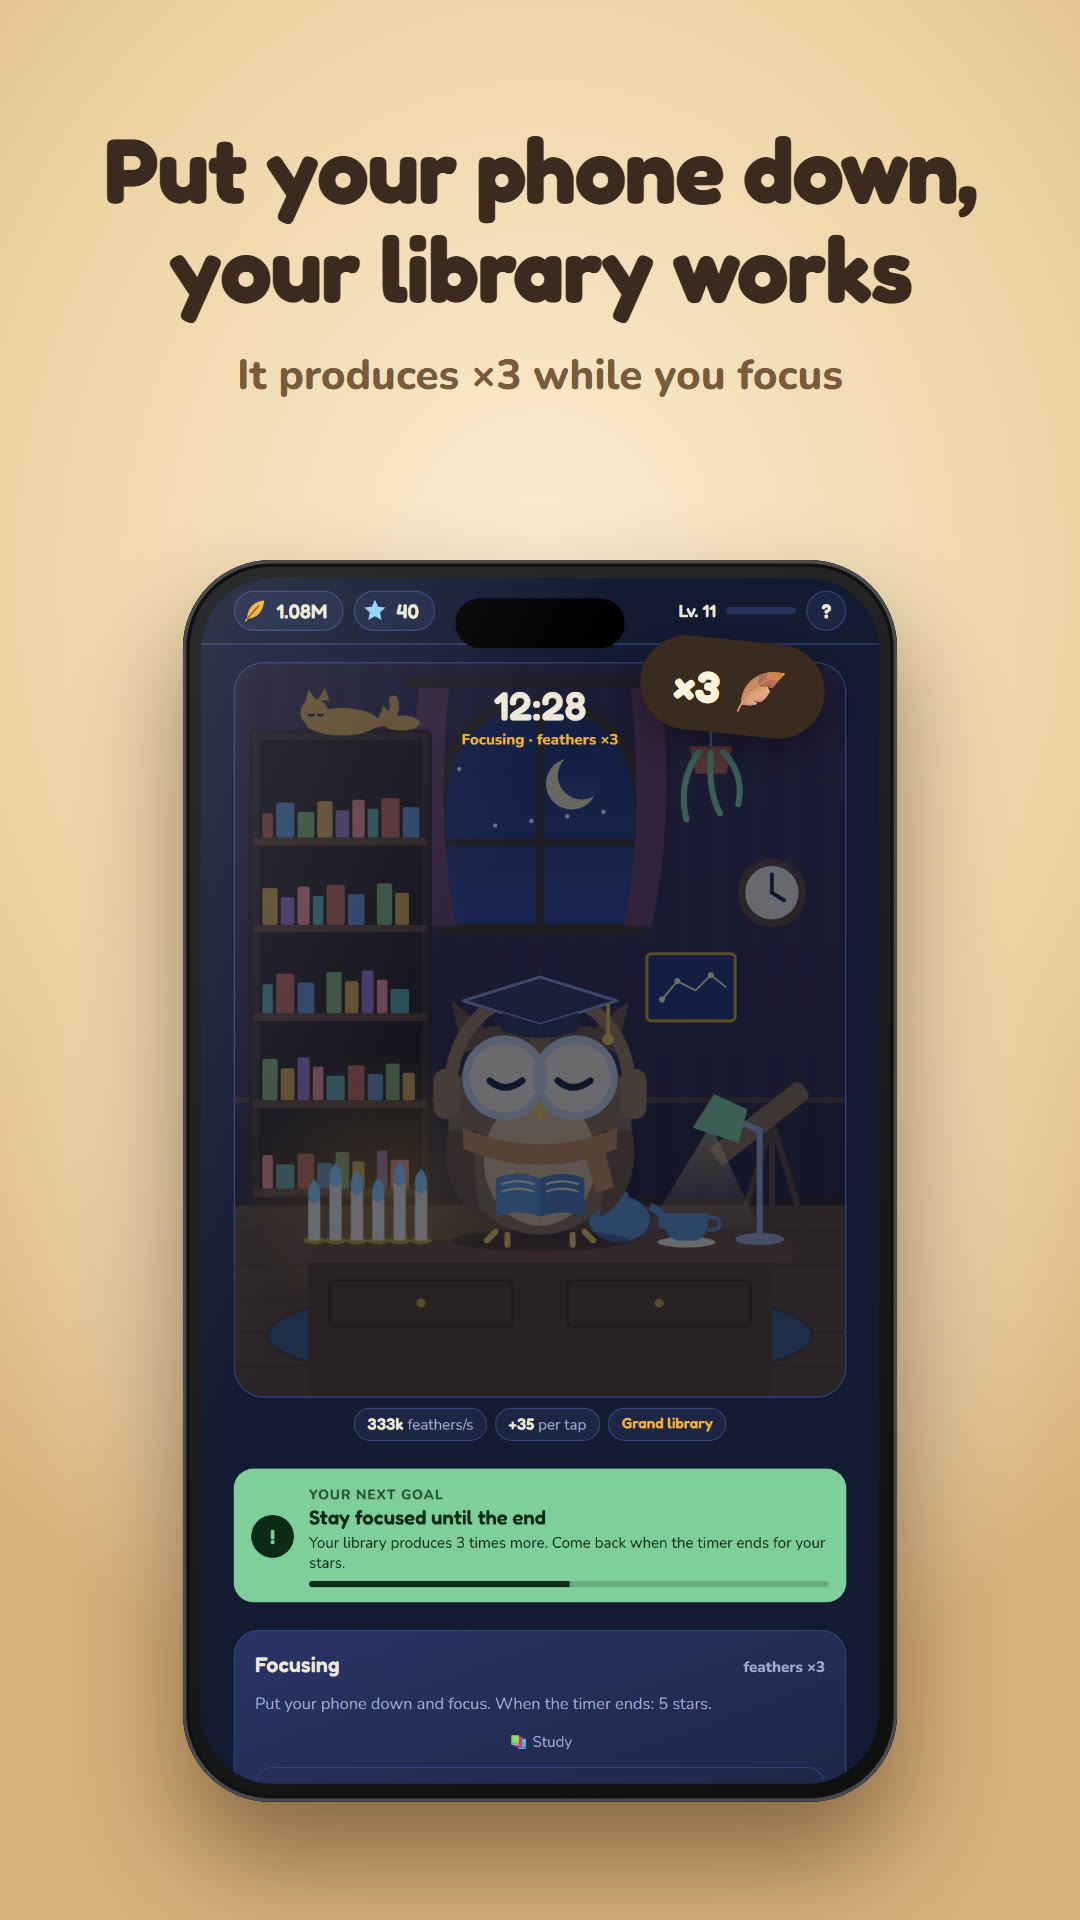 Put your phone down,
your library works
It produces ×3 while you focus
1.08M
40
Lv. 11
?
×3
12:28
Focusing · feathers ×3
333k feathers/s
+35 per tap
Grand library
YOUR NEXT GOAL
!
Stay focused until the end
Your library produces 3 times more. Come back when the timer ends for your
stars.
Focusing
feathers ×3
Put your phone down and focus. When the timer ends: 5 stars.
Study